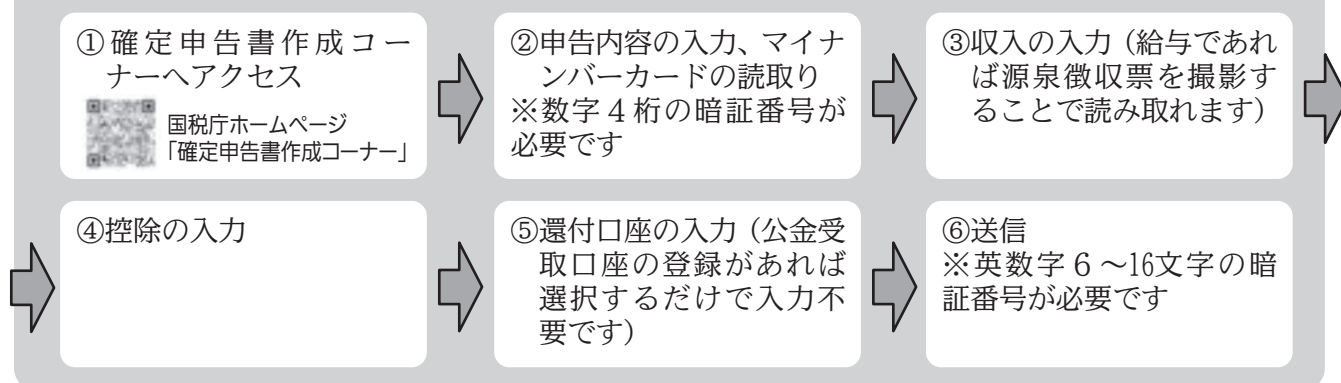 ①確定申告書作成コー
ナーへアクセス
国税庁ホームページ
「確定申告書作成コーナー」
②申告内容の入力、マイナ
ンバーカードの読取り
※数字4桁の暗証番号が
必要です
③収入の入力（給与であれ
ば源泉徴収票を撮影す
ることで読み取れます）
④控除の入力
⑤還付口座の入力（公金受
取口座の登録があれば
選択するだけで入力不
要です）
⑥送信
※英数字6～16文字の暗
証番号が必要です